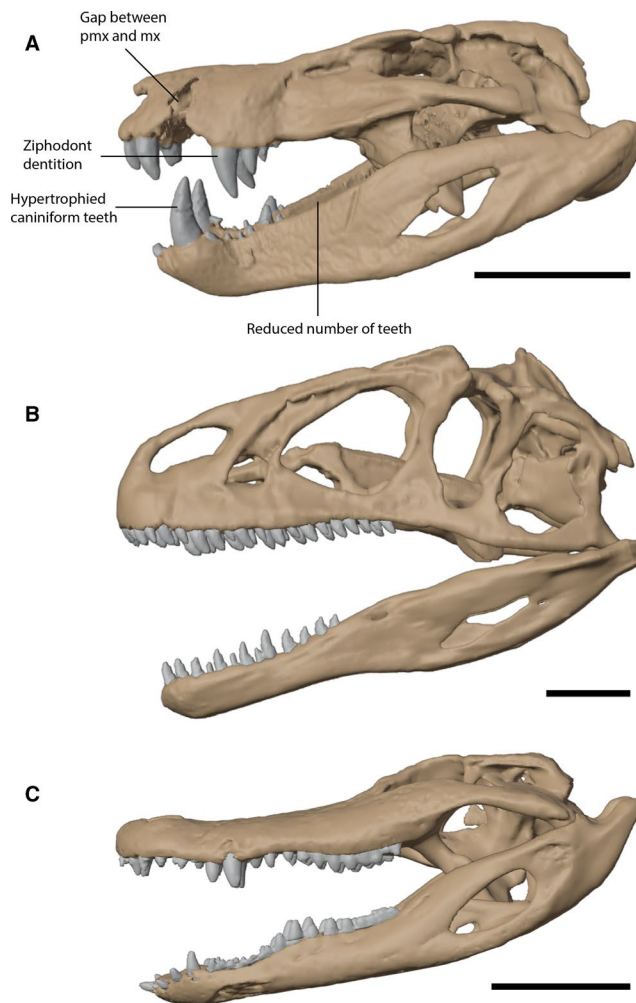 A
Gap between
pmx and mx
Ziphodont
dentition
Hypertrophied
caniniform teeth
Reduced number of teeth
B
C